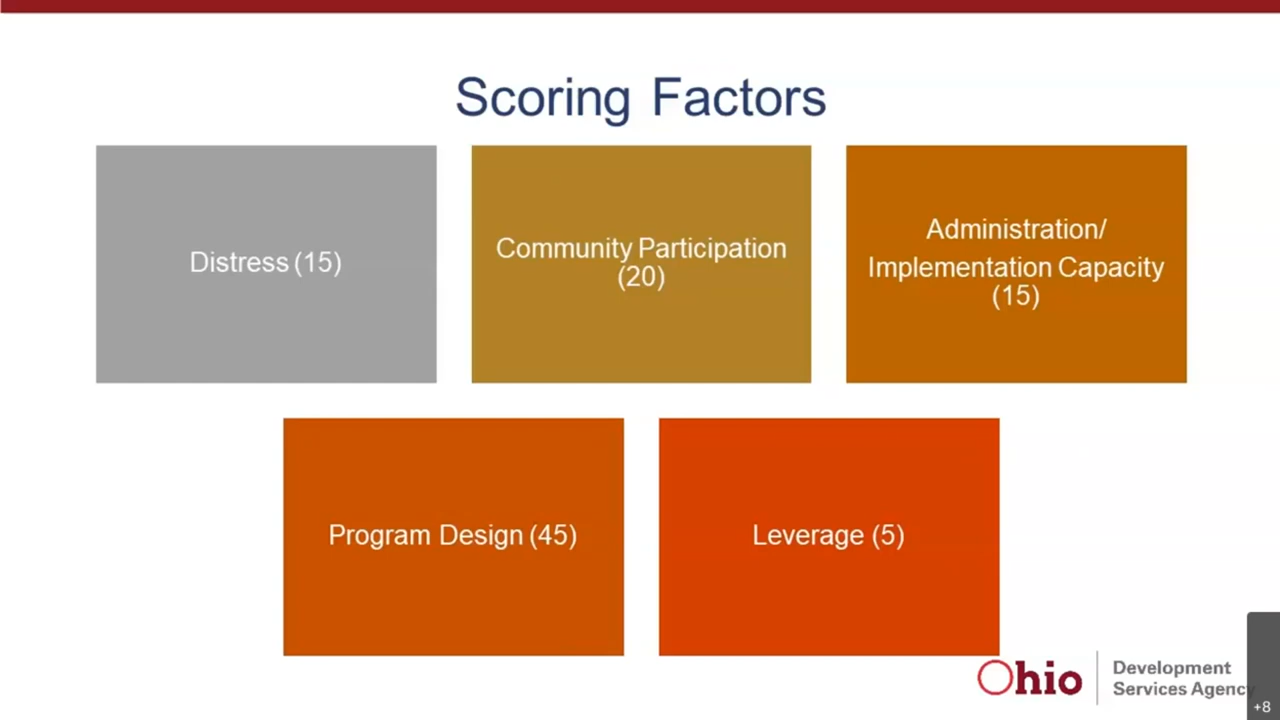 Scoring Factors
Distress (15)
Community Participation
(20)
Administration/
Implementation Capacity
(15)
Program Design (45)
Leverage (5)
Ohio
Development
Services Agency
+8